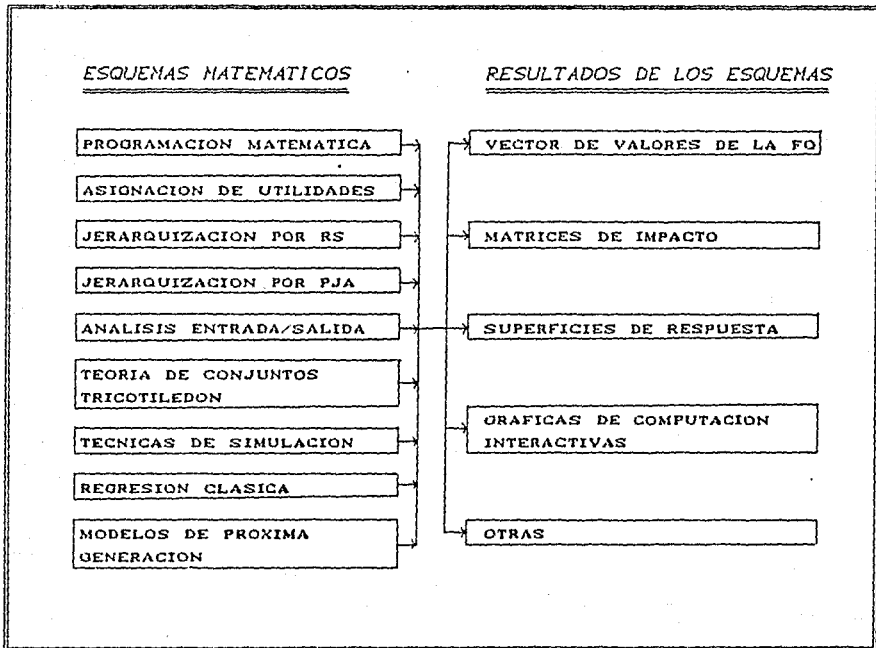 ESQUEMAS MATEMATICOS
PROGRAMACION MATEMATICA
ASIGNACION DE UTILIDADES
JERARQUIZACION POR RS
JERARQUIZACION POR PJA
ANALISIS ENTRADA/SALIDA
TEORIA DE CONJUNTOS
TRICOTILEDON
TECNICAS DE SIMULACION
REGRESION CLASICA
MODELOS DE PROXIMA
GENERACION
RESULTADOS DE LOS ESQUEMAS
VECTOR DE VALORES DE LA FO
MATRICES DE IMPACTO
SUPERFICIES DE RESPUESTA
GRAFICAS DE COMPUTACION
INTERACTIVAS
OTRAS